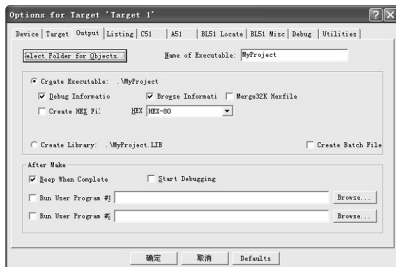 Options for Target 'Target 1'
Device Target Output Listing C51 A51 BL51 Locate BL51 Misc Debug Utilities
Select Folder for Objects... Name of Executable: MyProject
Create Executable: .\MyProject
Debug Informatio Browse Informati Merge32K Hexfile
Create HEX Fi: HEX HEX-80
Create Library: .\MyProject.LIB Create Batch File
After Make
Beep When Complete Start Debugging
Run User Program #1 Browse...
Run User Program #2 Browse...
确定 取消 Defaults